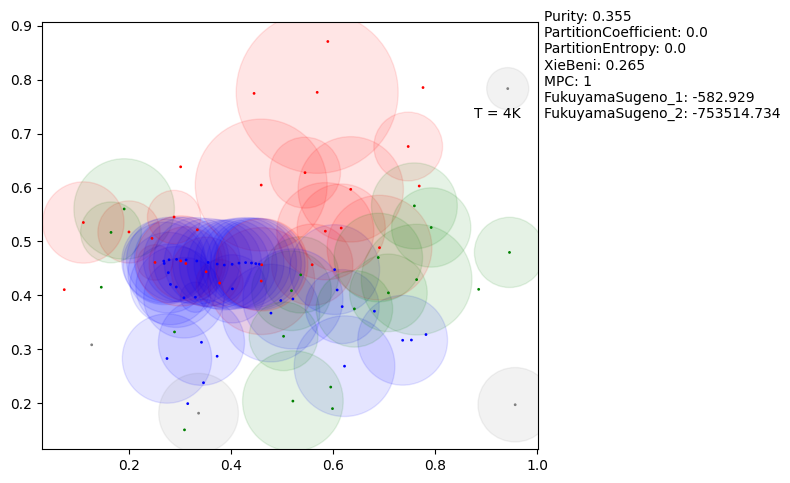 Purity: 0.355
PartitionCoefficient: 0.0
PartitionEntropy: 0.0
XieBeni: 0.265
MPC: 1
FukuyamaSugeno_1: -582.929
FukuyamaSugeno_2: -753514.734
T = 4K
0.9
0.8
0.7
0.6
0.5
0.4
0.3
0.2
0.2 0.4 0.6 0.8 1.0